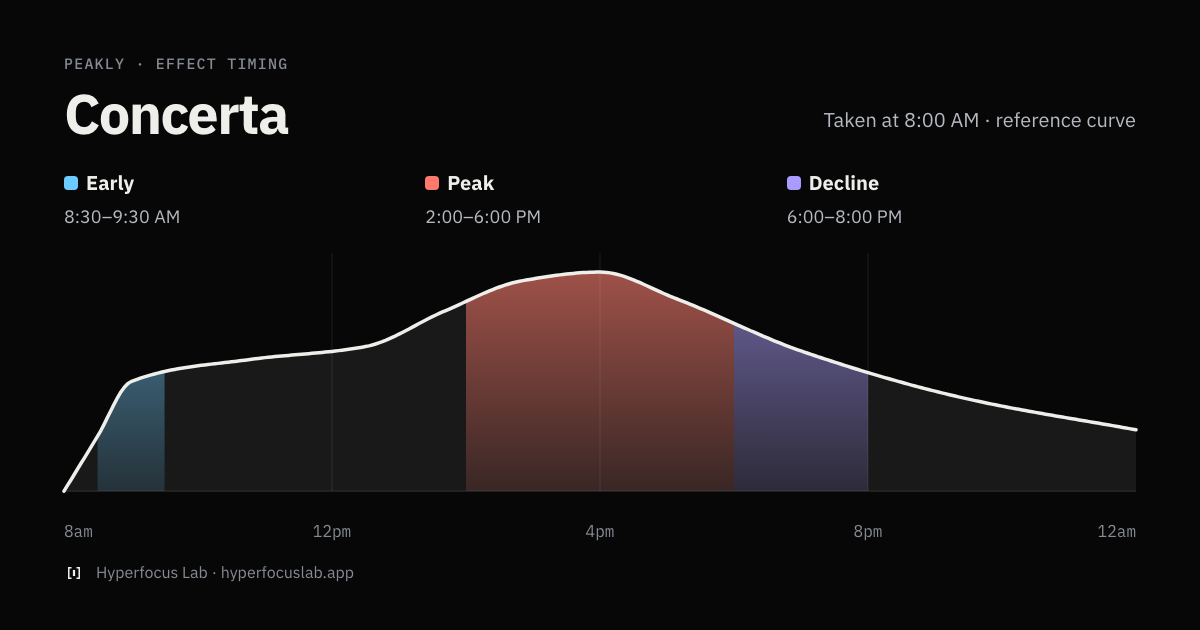 PEAKLY · EFFECT TIMING
Concerta
Taken at 8:00 AM · reference curve
Early
8:30–9:30 AM
Peak
2:00–6:00 PM
Decline
6:00–8:00 PM
8am 12pm 4pm 8pm 12am
Hyperfocus Lab · hyperfocuslab.app